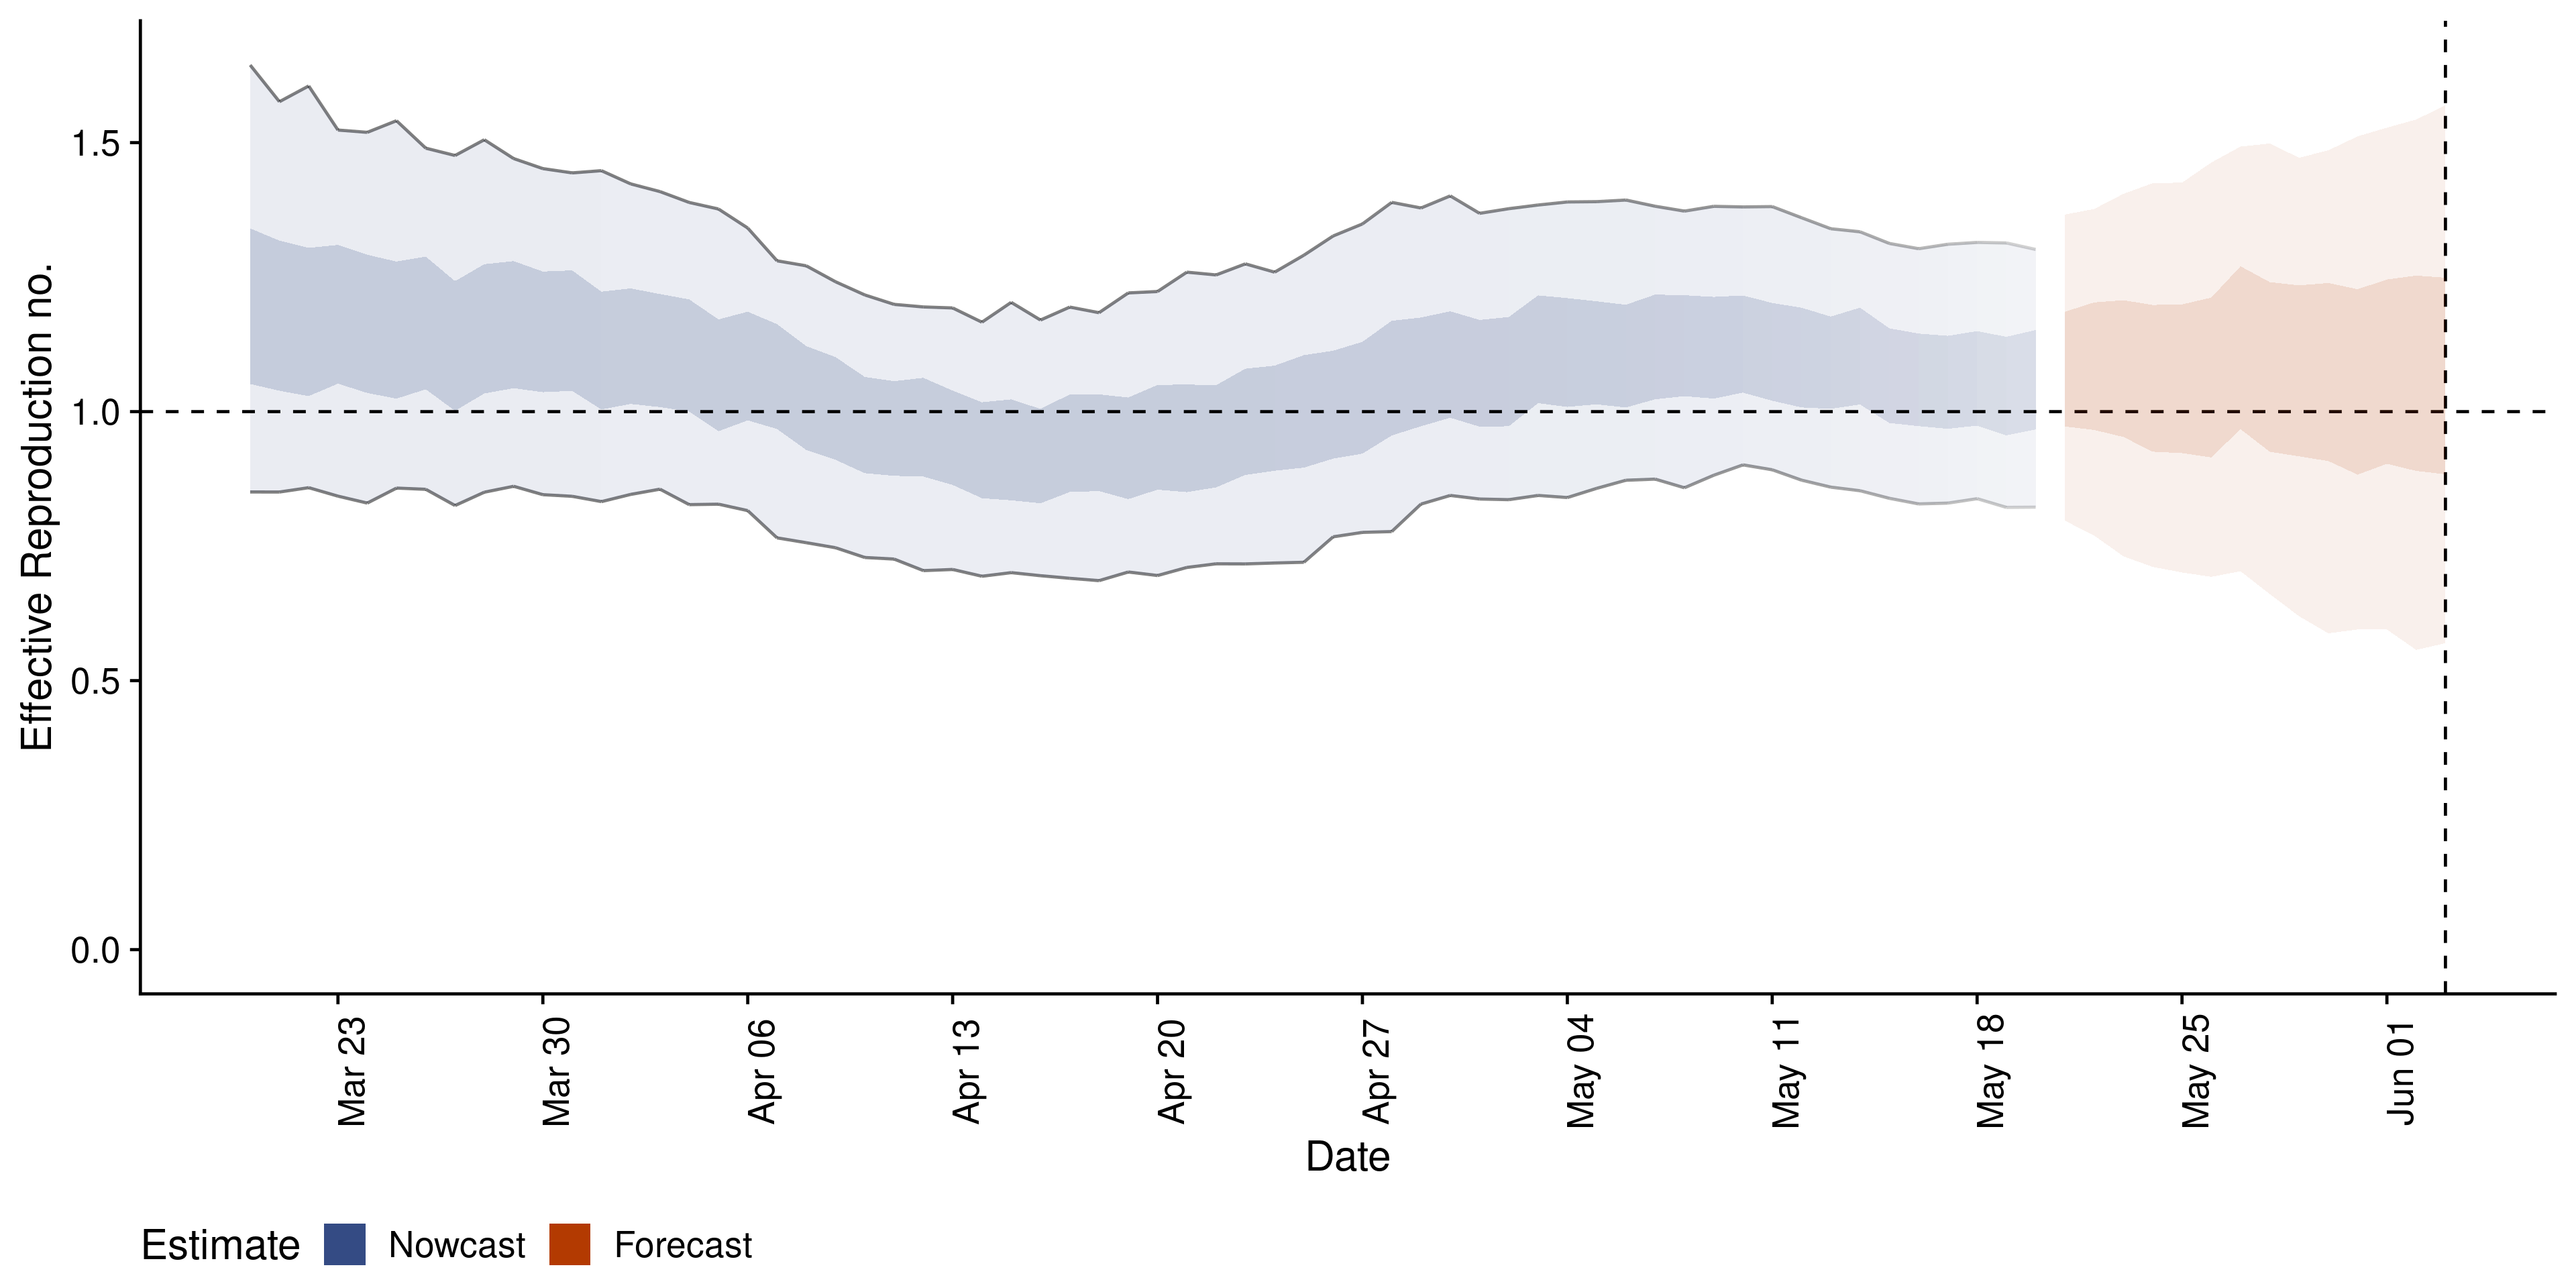 Effective Reproduction no.
1.5
1.0
0.5
0.0
Mar 23
Mar 30
Apr 06
Apr 13
Apr 20
Apr 27
May 04
May 11
May 18
May 25
Jun 01
Date
Estimate Nowcast Forecast